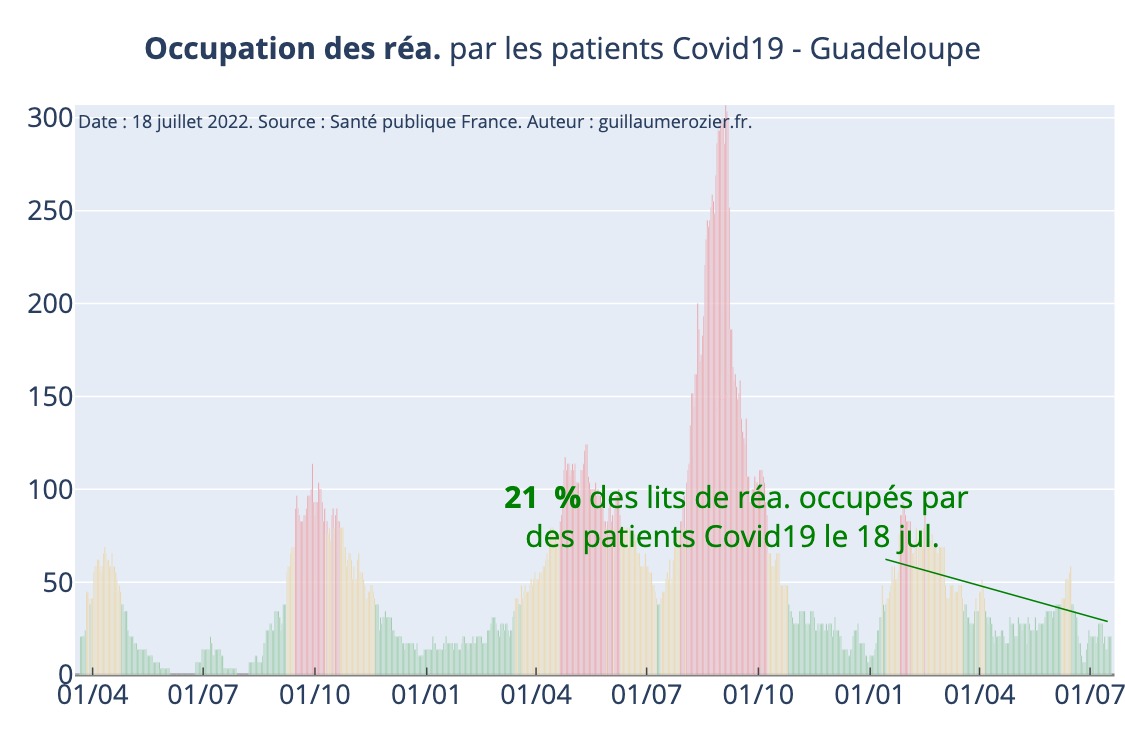 Occupation des réa. par les patients Covid19 - Guadeloupe
300
Date : 18 juillet 2022. Source : Santé publique France. Auteur : guillaumerozier.fr.
250
200
150
100
21 % des lits de réa. occupés par
des patients Covid19 le 18 jul.
50
0
01/04 01/07 01/10 01/01 01/04 01/07 01/10 01/01 01/04 01/07